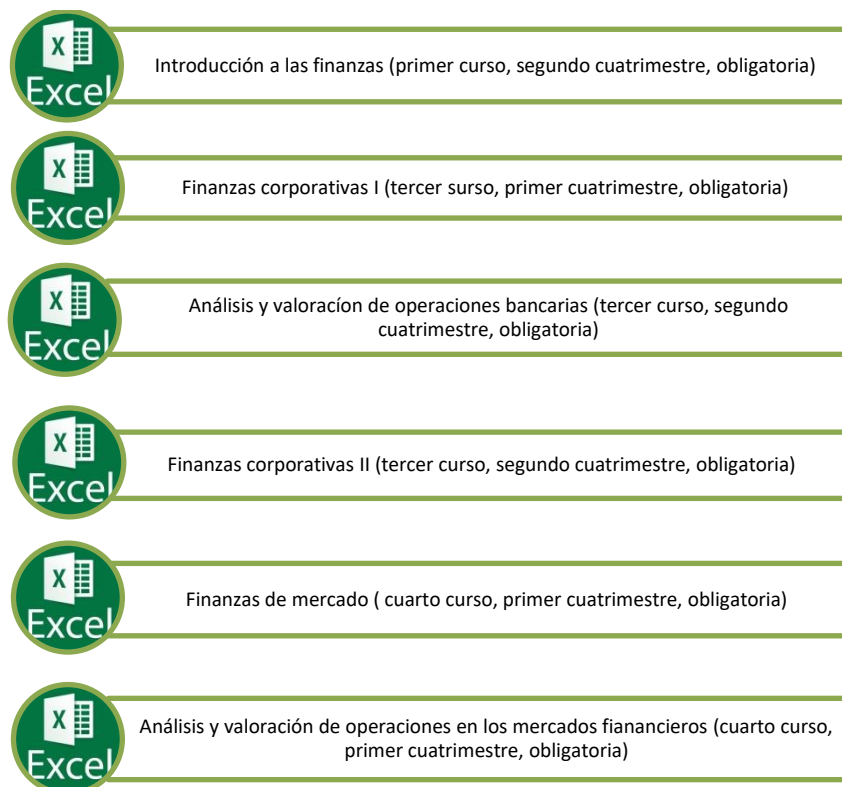 X
Excel
Introducción a las finanzas (primer curso, segundo cuatrimestre, obligatoria)
X
Excel
Finanzas corporativas I (tercer surso, primer cuatrimestre, obligatoria)
X
Excel
Análisis y valoracíon de operaciones bancarias (tercer curso, segundo
cuatrimestre, obligatoria)
X
Excel
Finanzas corporativas II (tercer curso, segundo cuatrimestre, obligatoria)
X
Excel
Finanzas de mercado ( cuarto curso, primer cuatrimestre, obligatoria)
X
Excel
Análisis y valoración de operaciones en los mercados fianancieros (cuarto curso,
primer cuatrimestre, obligatoria)